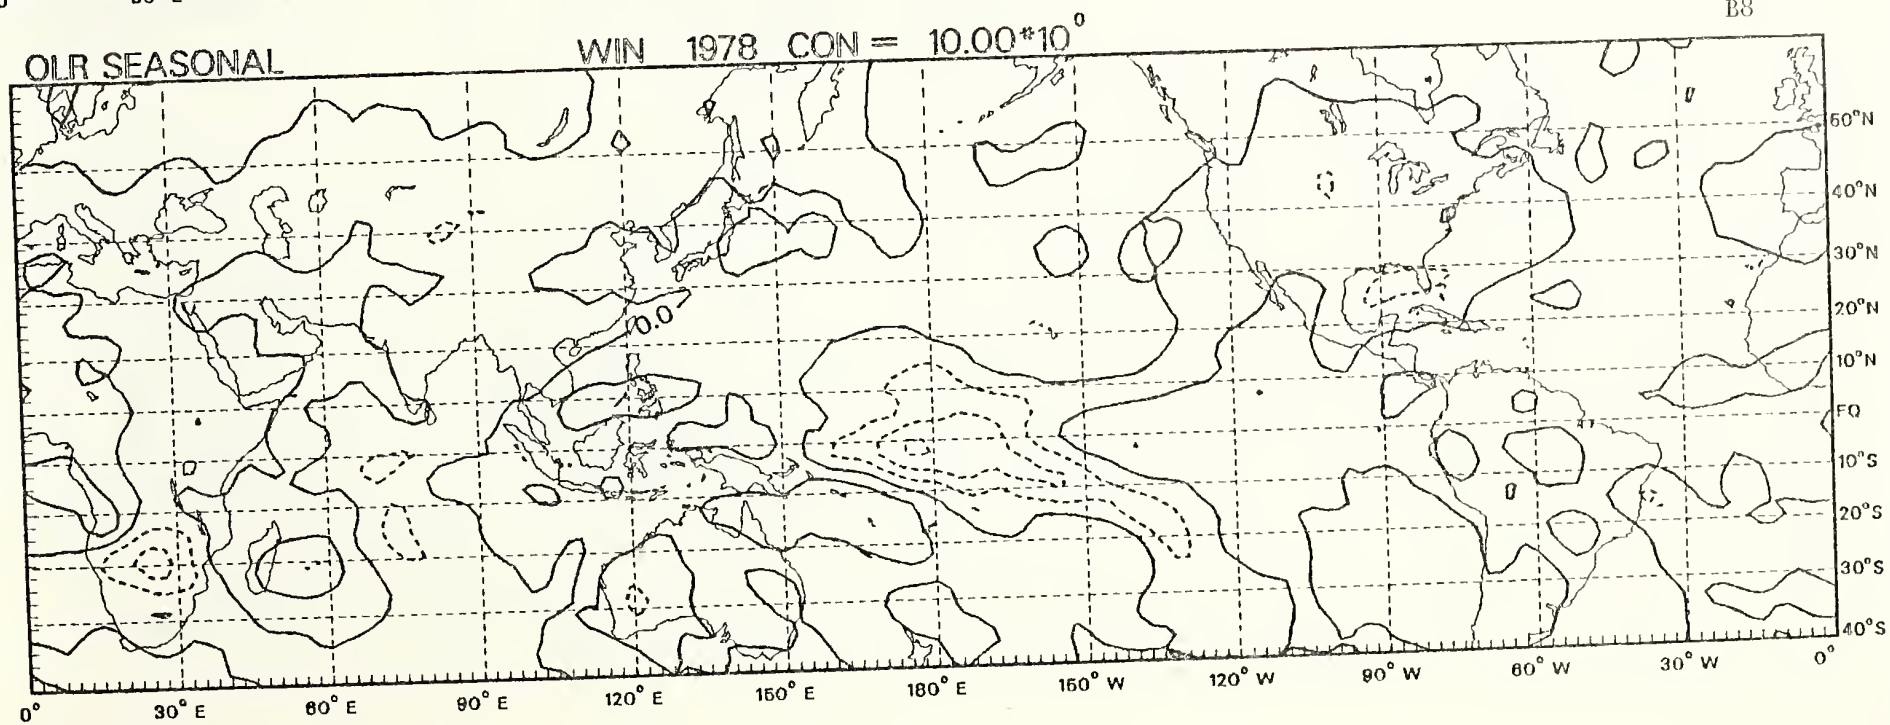 B8
OLR SEASONAL WIN 1978 CON = 10.00*10⁰
50°N
40°N
30°N
20°N
10°N
EQ
10°S
20°S
30°S
40°S
0.0
0° 30° E 60° E 90° E 120° E 150° E 180° E 150° W 120° W 90° W 60° W 30° W 0°